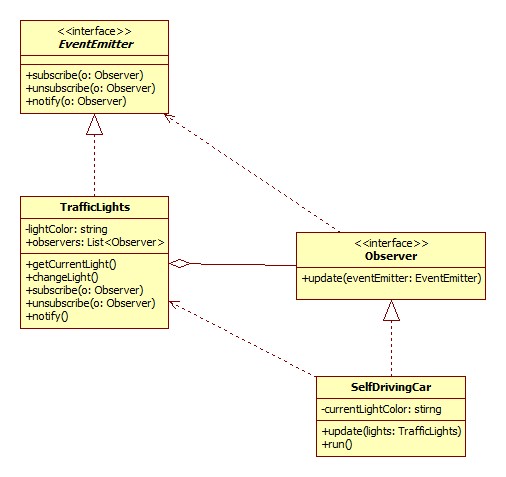 <<interface>>
EventEmitter
+subscribe(o: Observer)
+unsubscribe(o: Observer)
+notify(o: Observer)
TrafficLights
-lightColor: string
+observers: List<Observer>
+getCurrentLight()
+changeLight()
+subscribe(o: Observer)
+unsubscribe(o: Observer)
+notify()
<<interface>>
Observer
+update(eventEmitter: EventEmitter)
SelfDrivingCar
-currentLightColor: stirng
+update(lights: TrafficLights)
+run()